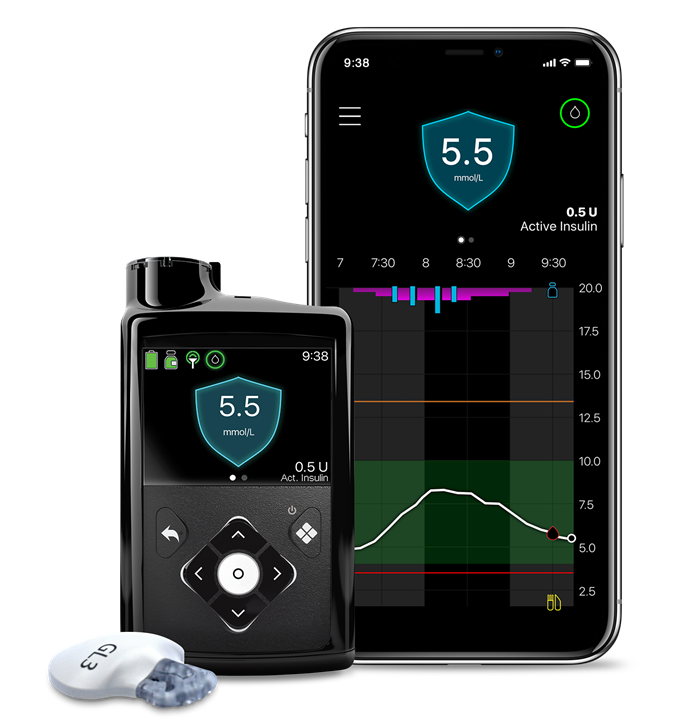 9:38
5.5
mmol/L
0.5 U
Active Insulin
7 7:30 8 8:30 9 9:30
20.0
17.5
15.0
12.5
10.0
7.5
5.0
2.5
9:38
5.5
mmol/L
0.5 U
Act. Insulin
GL3